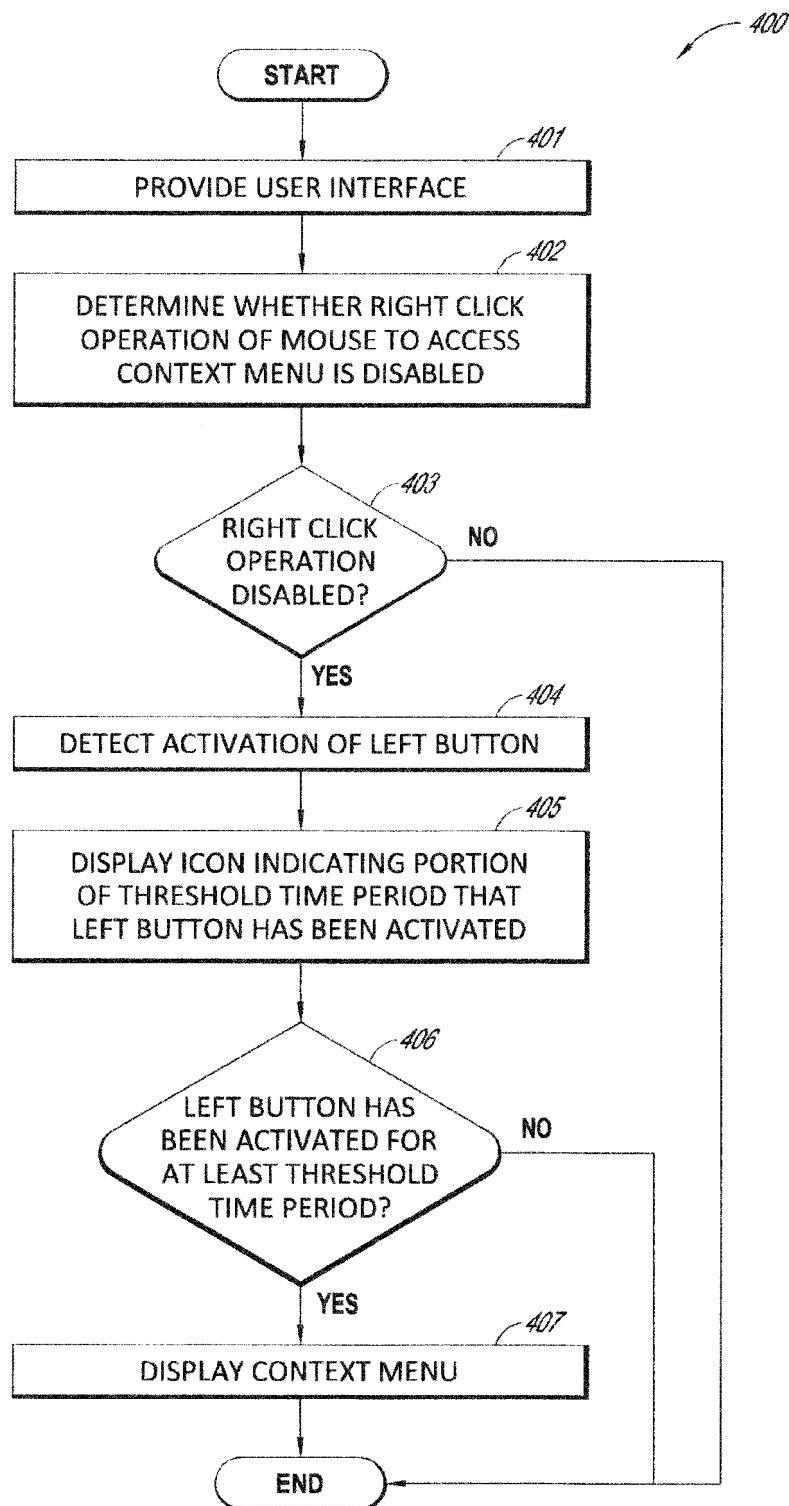 400
START
401
PROVIDE USER INTERFACE
402
DETERMINE WHETHER RIGHT CLICK
OPERATION OF MOUSE TO ACCESS
CONTEXT MENU IS DISABLED
403
RIGHT CLICK
OPERATION
DISABLED?
NO
YES
404
DETECT ACTIVATION OF LEFT BUTTON
405
DISPLAY ICON INDICATING PORTION
OF THRESHOLD TIME PERIOD THAT
LEFT BUTTON HAS BEEN ACTIVATED
406
LEFT BUTTON HAS
BEEN ACTIVATED FOR
AT LEAST THRESHOLD
TIME PERIOD?
NO
YES
407
DISPLAY CONTEXT MENU
END